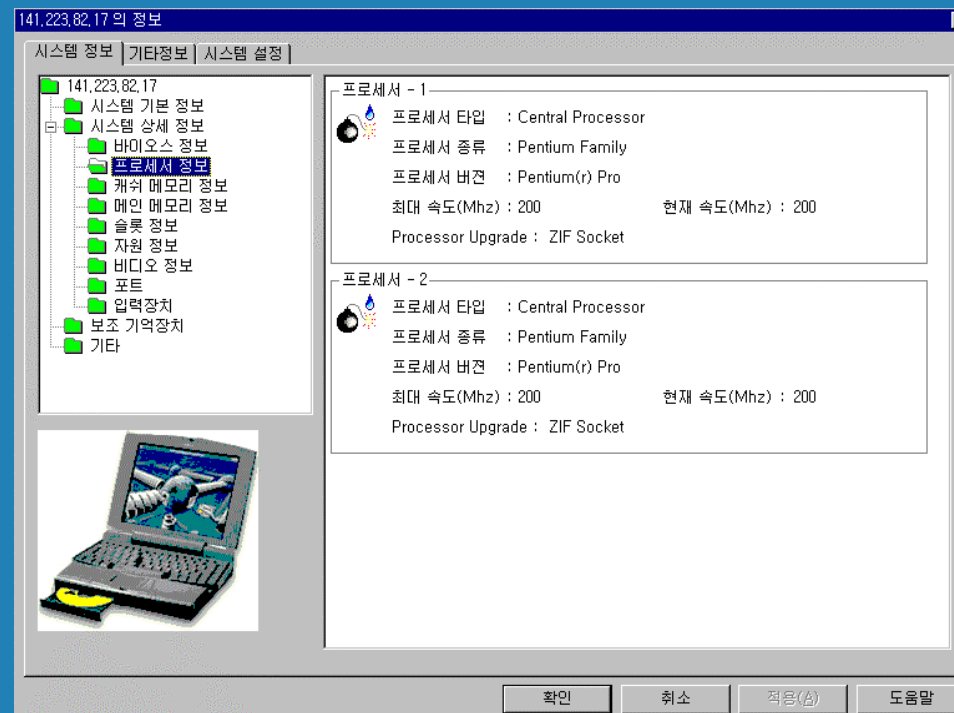 141,223,82,17 의 정보
시스템 정보 기타정보 시스템 설정
141,223,82,17
시스템 기본 정보
시스템 상세 정보
바이오스 정보
프로세서 정보
캐쉬 메모리 정보
메인 메모리 정보
슬롯 정보
자원 정보
비디오 정보
포트
입력장치
보조 기억장치
기타
프로세서 - 1
프로세서 타입 : Central Processor
프로세서 종류 : Pentium Family
프로세서 버젼 : Pentium(r) Pro
최대 속도(Mhz) : 200 현재 속도(Mhz) : 200
Processor Upgrade : ZIF Socket
프로세서 - 2
프로세서 타입 : Central Processor
프로세서 종류 : Pentium Family
프로세서 버젼 : Pentium(r) Pro
최대 속도(Mhz) : 200 현재 속도(Mhz) : 200
Processor Upgrade : ZIF Socket
확인 취소 적용(A) 도움말